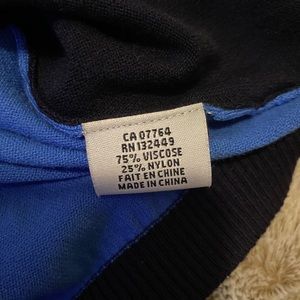 CA 07764
RN 132449
75% VISCOSE
25% NYLON
FAIT EN CHINE
MADE IN CHINA